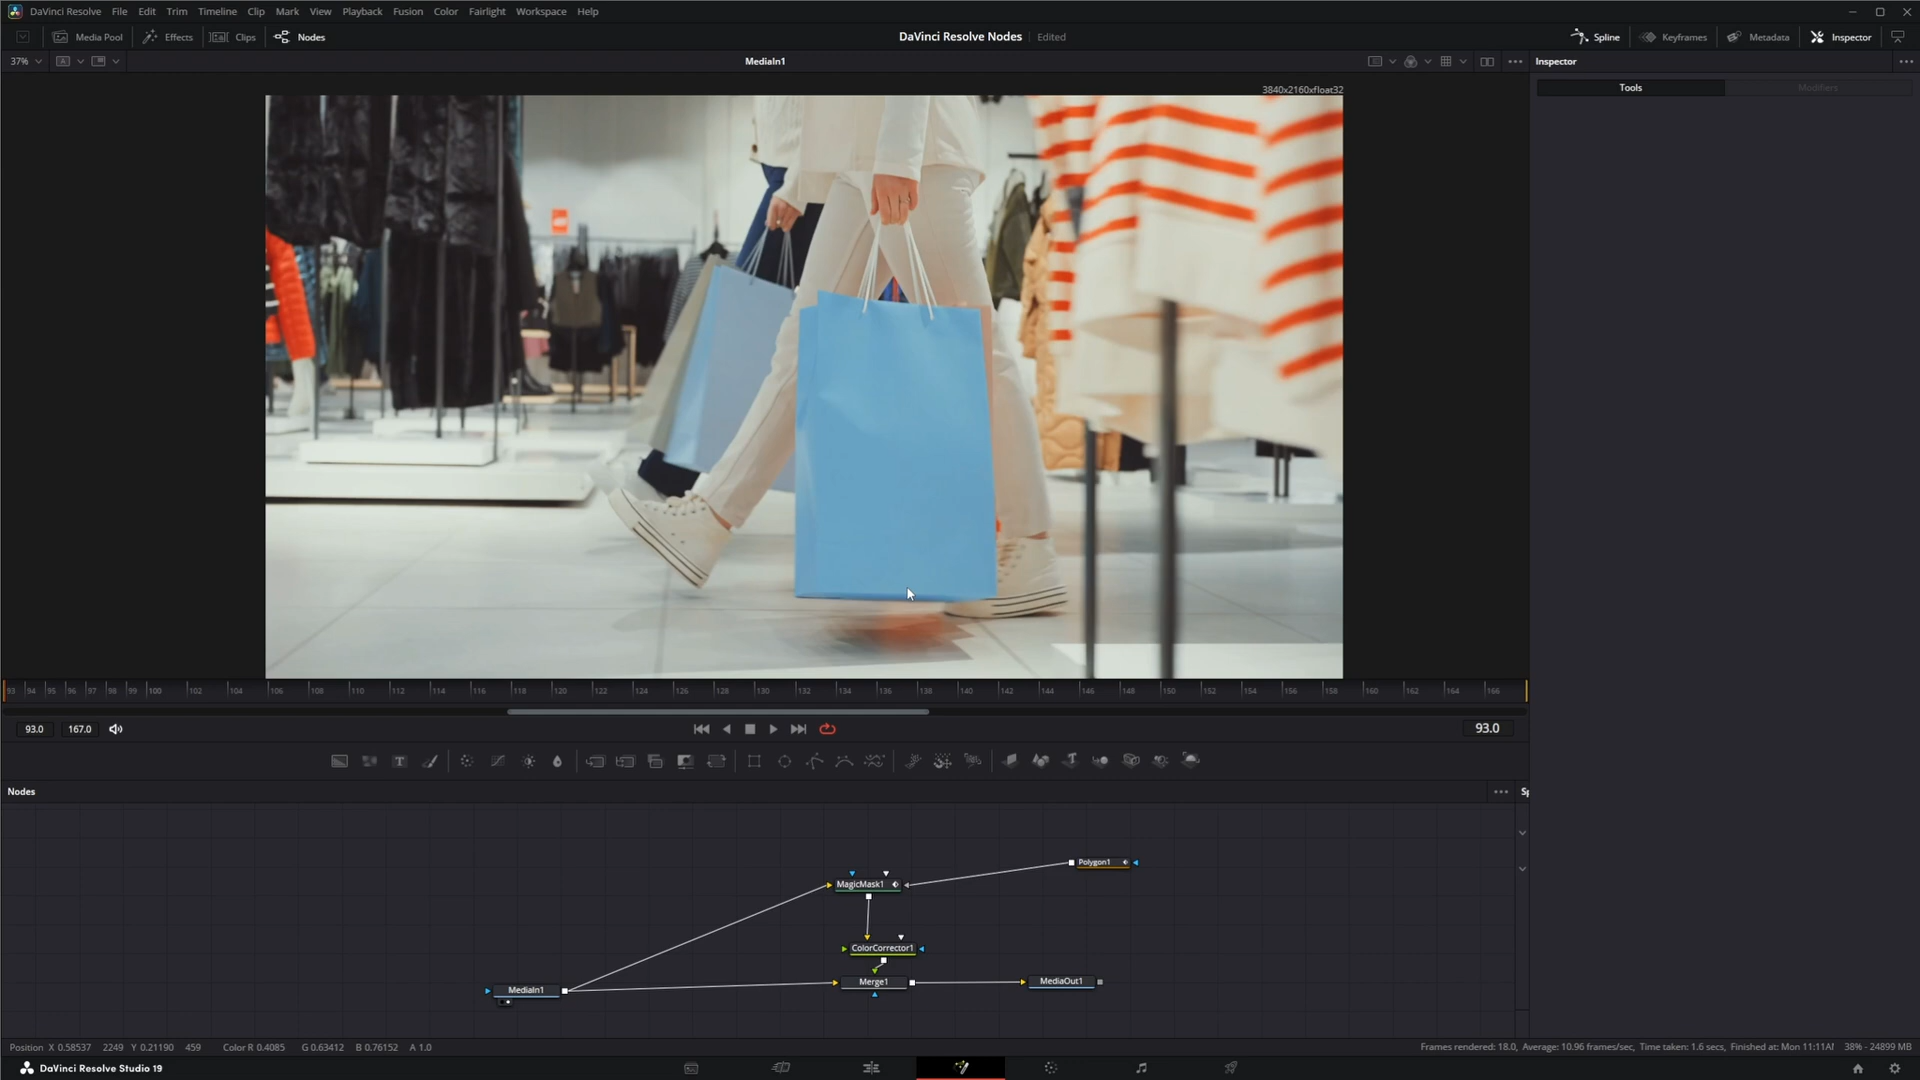 DaVinci Resolve File Edit Trim Timeline Clip Mark View Playback Fusion Color Fairlight Workspace Help
Media Pool Effects Clips Nodes DaVinci Resolve Nodes Edited Spline Keyframes Metadata Inspector
37% A MediaIn1 Inspector
3840x2160xfloat32 Tools Modifiers
93 94 95 96 97 98 99 100 102 104 106 108 110 112 114 116 118 120 122 124 126 128 130 132 134 136 138 140 142 144 146 148 150 152 154 156 158 160 162 164 166
93.0 167.0 93.0
T
Nodes Sp
Polygon1
MagicMask1
ColorCorrector1
Merge1 MediaOut1
MediaIn1
Position X 0.58537 2249 Y 0.21190 459 Color R 0.4085 G 0.63412 B 0.76152 A 1.0 Frames rendered: 18.0, Average: 10.96 frames/sec, Time taken: 1.6 secs, Finished at: Mon 11:11AM 38% - 24899 MB
DaVinci Resolve Studio 19